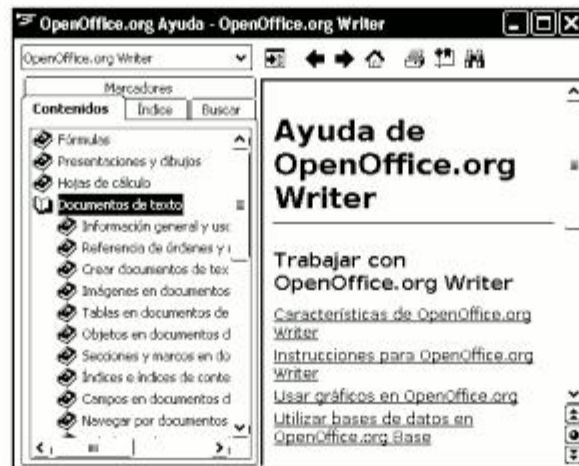 OpenOffice.org Ayuda - OpenOffice.org Writer
OpenOffice.org Writer
Marcadores
Contenidos Índice Buscar
Fórmulas
Presentaciones y dibujos
Hojas de cálculo
Documentos de texto
Información general y uso
Referencia de órdenes y
Crear documentos de tex
Imágenes en documentos
Tablas en documentos de
Objetos en documentos d
Secciones y marcos en do
Índices e índices de conte
Campos en documentos d
Navegar por documentos
Ayuda de
OpenOffice.org
Writer
Trabajar con
OpenOffice.org Writer
Características de OpenOffice.org
Writer
Instrucciones para OpenOffice.org
Writer
Usar gráficos en OpenOffice.org
Utilizar bases de datos en
OpenOffice.org Base